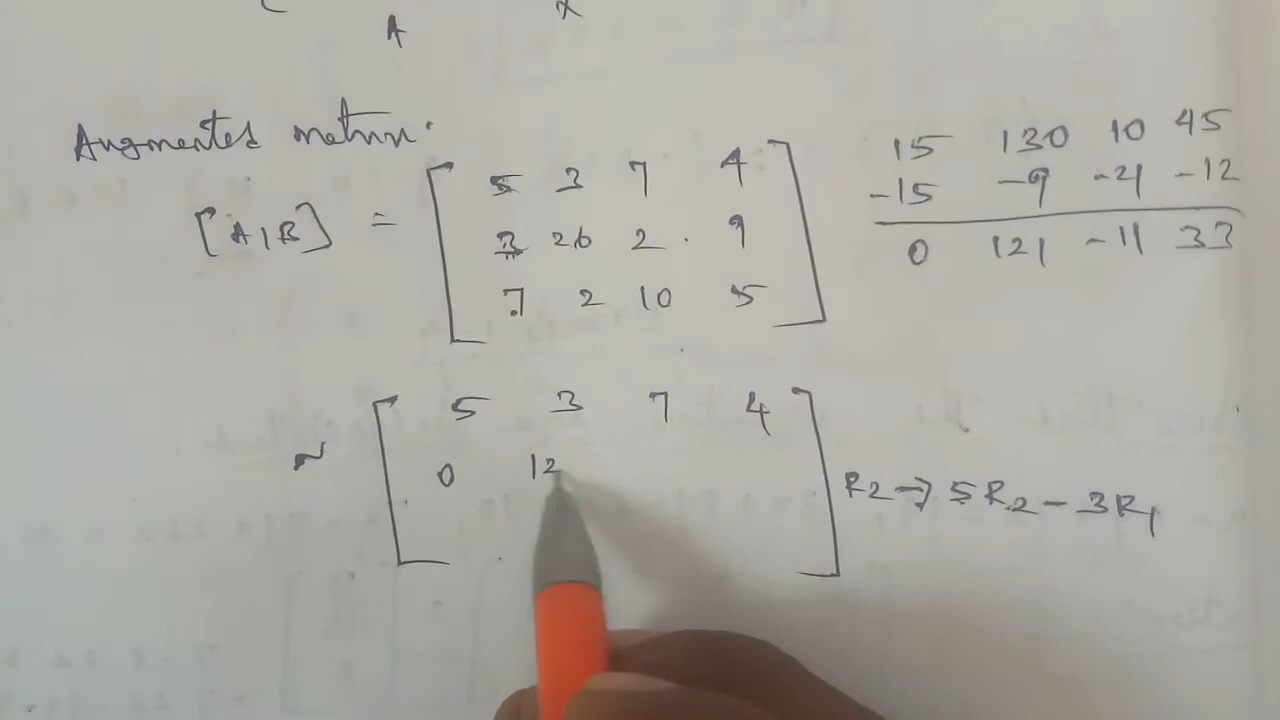 A x
Augmented matrix.
[A|B] = [ 5 3 7 4
3 26 2 . 9
7 2 10 5 ]
15 130 10 45
-15 -9 -21 -12
0 121 -11 33
~ [ 5 3 7 4
0 12 ] R2 → 5R2 - 3R1